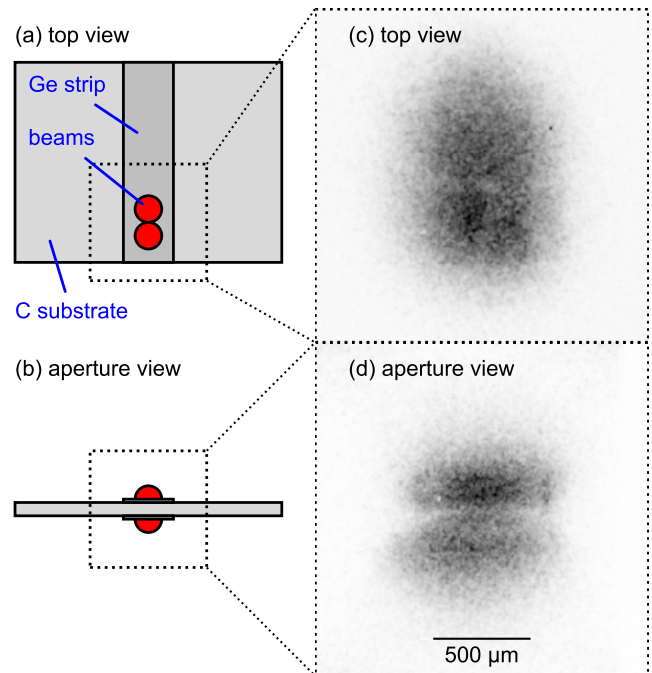 (a) top view
Ge strip
beams
C substrate
(b) aperture view
(c) top view
(d) aperture view
500 µm